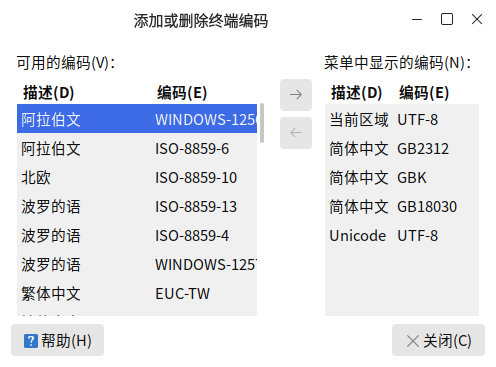 添加或删除终端编码
可用的编码(V)：
描述(D) 编码(E)
阿拉伯文 WINDOWS-125
阿拉伯文 ISO-8859-6
北欧 ISO-8859-10
波罗的语 ISO-8859-13
波罗的语 ISO-8859-4
波罗的语 WINDOWS-125
繁体中文 EUC-TW
菜单中显示的编码(N)：
描述(D) 编码(E)
当前区域 UTF-8
简体中文 GB2312
简体中文 GBK
简体中文 GB18030
Unicode UTF-8
帮助(H)
关闭(C)